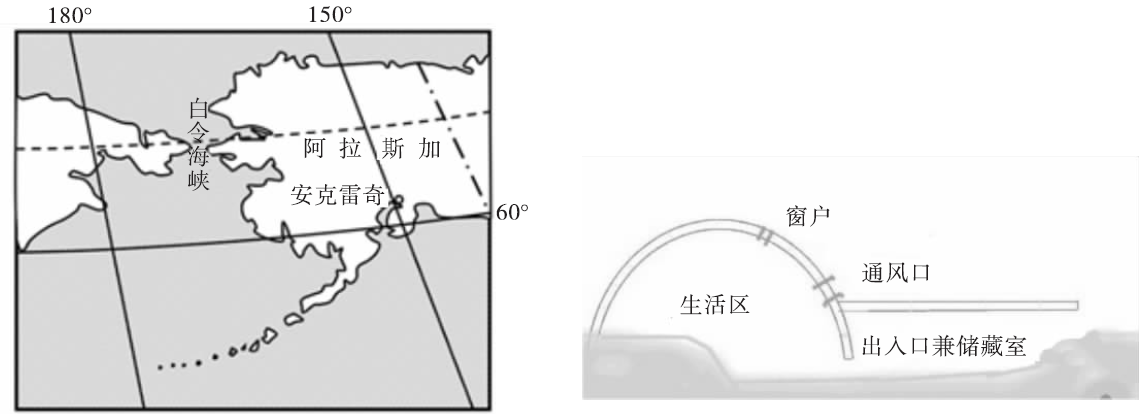 180°
150°
白令海峡
阿拉斯加
安克雷奇
60°
窗户
通风口
生活区
出入口兼储藏室